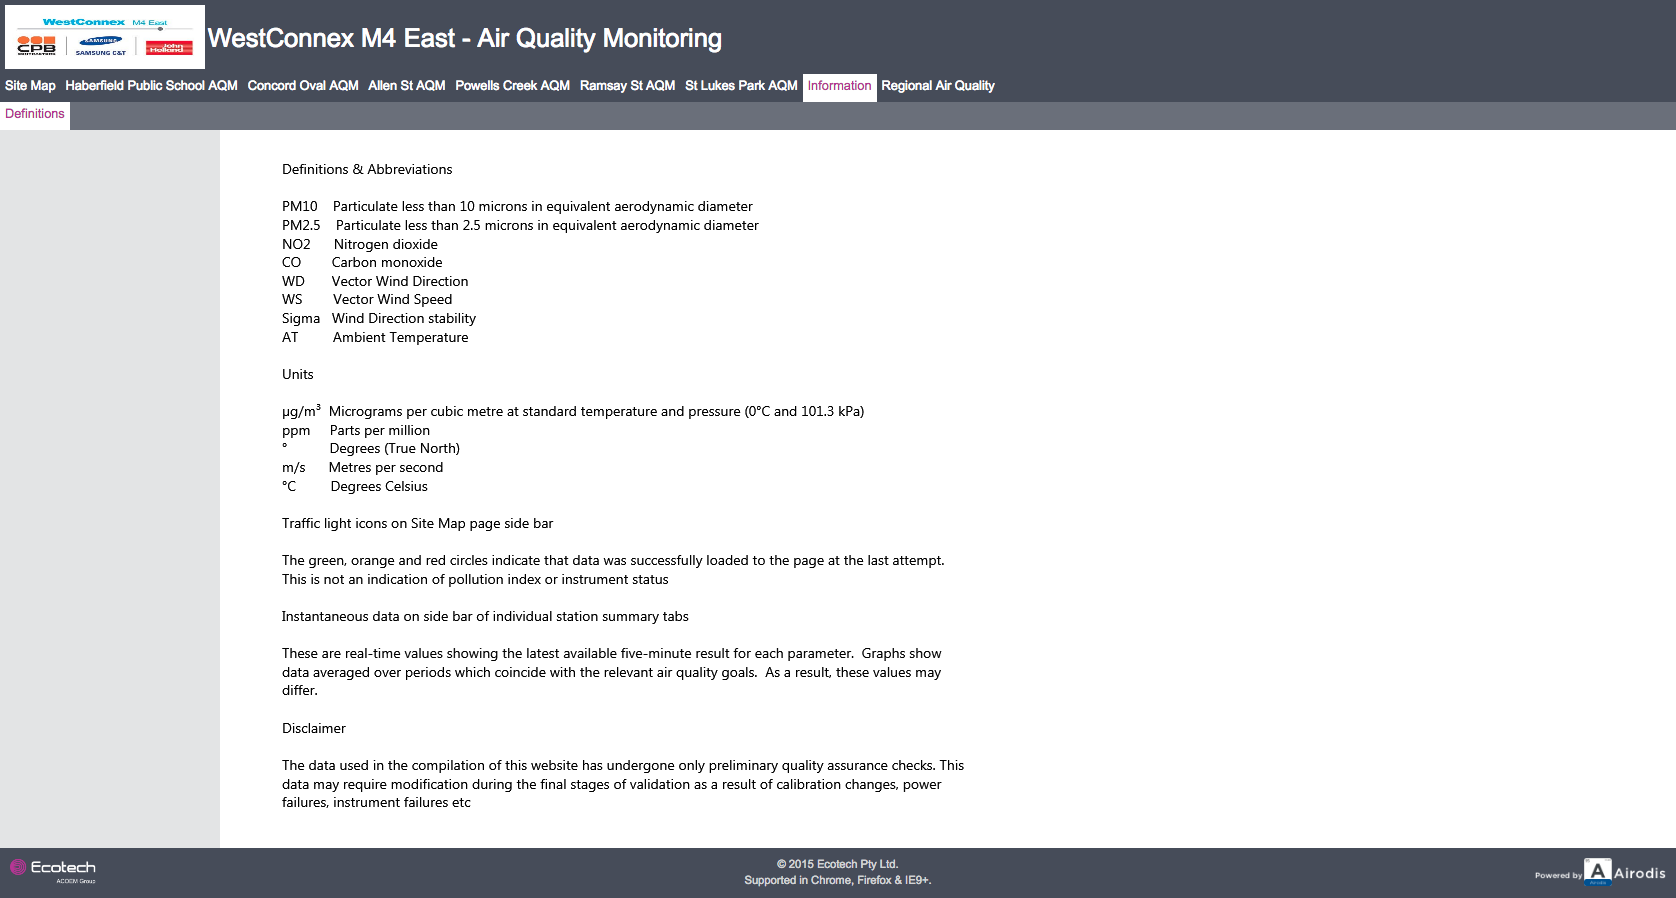 WestConnex M4 East
CPB CONTRACTORS SAMSUNG SAMSUNG C&T John Holland
WestConnex M4 East - Air Quality Monitoring
Site Map Haberfield Public School AQM Concord Oval AQM Allen St AQM Powells Creek AQM Ramsay St AQM St Lukes Park AQM Information Regional Air Quality
Definitions
Definitions & Abbreviations
PM10 Particulate less than 10 microns in equivalent aerodynamic diameter
PM2.5 Particulate less than 2.5 microns in equivalent aerodynamic diameter
NO2 Nitrogen dioxide
CO Carbon monoxide
WD Vector Wind Direction
WS Vector Wind Speed
Sigma Wind Direction stability
AT Ambient Temperature
Units
µg/m³ Micrograms per cubic metre at standard temperature and pressure (0°C and 101.3 kPa)
ppm Parts per million
° Degrees (True North)
m/s Metres per second
°C Degrees Celsius
Traffic light icons on Site Map page side bar
The green, orange and red circles indicate that data was successfully loaded to the page at the last attempt.
This is not an indication of pollution index or instrument status
Instantaneous data on side bar of individual station summary tabs
These are real-time values showing the latest available five-minute result for each parameter. Graphs show
data averaged over periods which coincide with the relevant air quality goals. As a result, these values may
differ.
Disclaimer
The data used in the compilation of this website has undergone only preliminary quality assurance checks. This
data may require modification during the final stages of validation as a result of calibration changes, power
failures, instrument failures etc
Ecotech
ACOEM Group
© 2015 Ecotech Pty Ltd.
Supported in Chrome, Firefox & IE9+.
Powered by A Airodis
Airodis